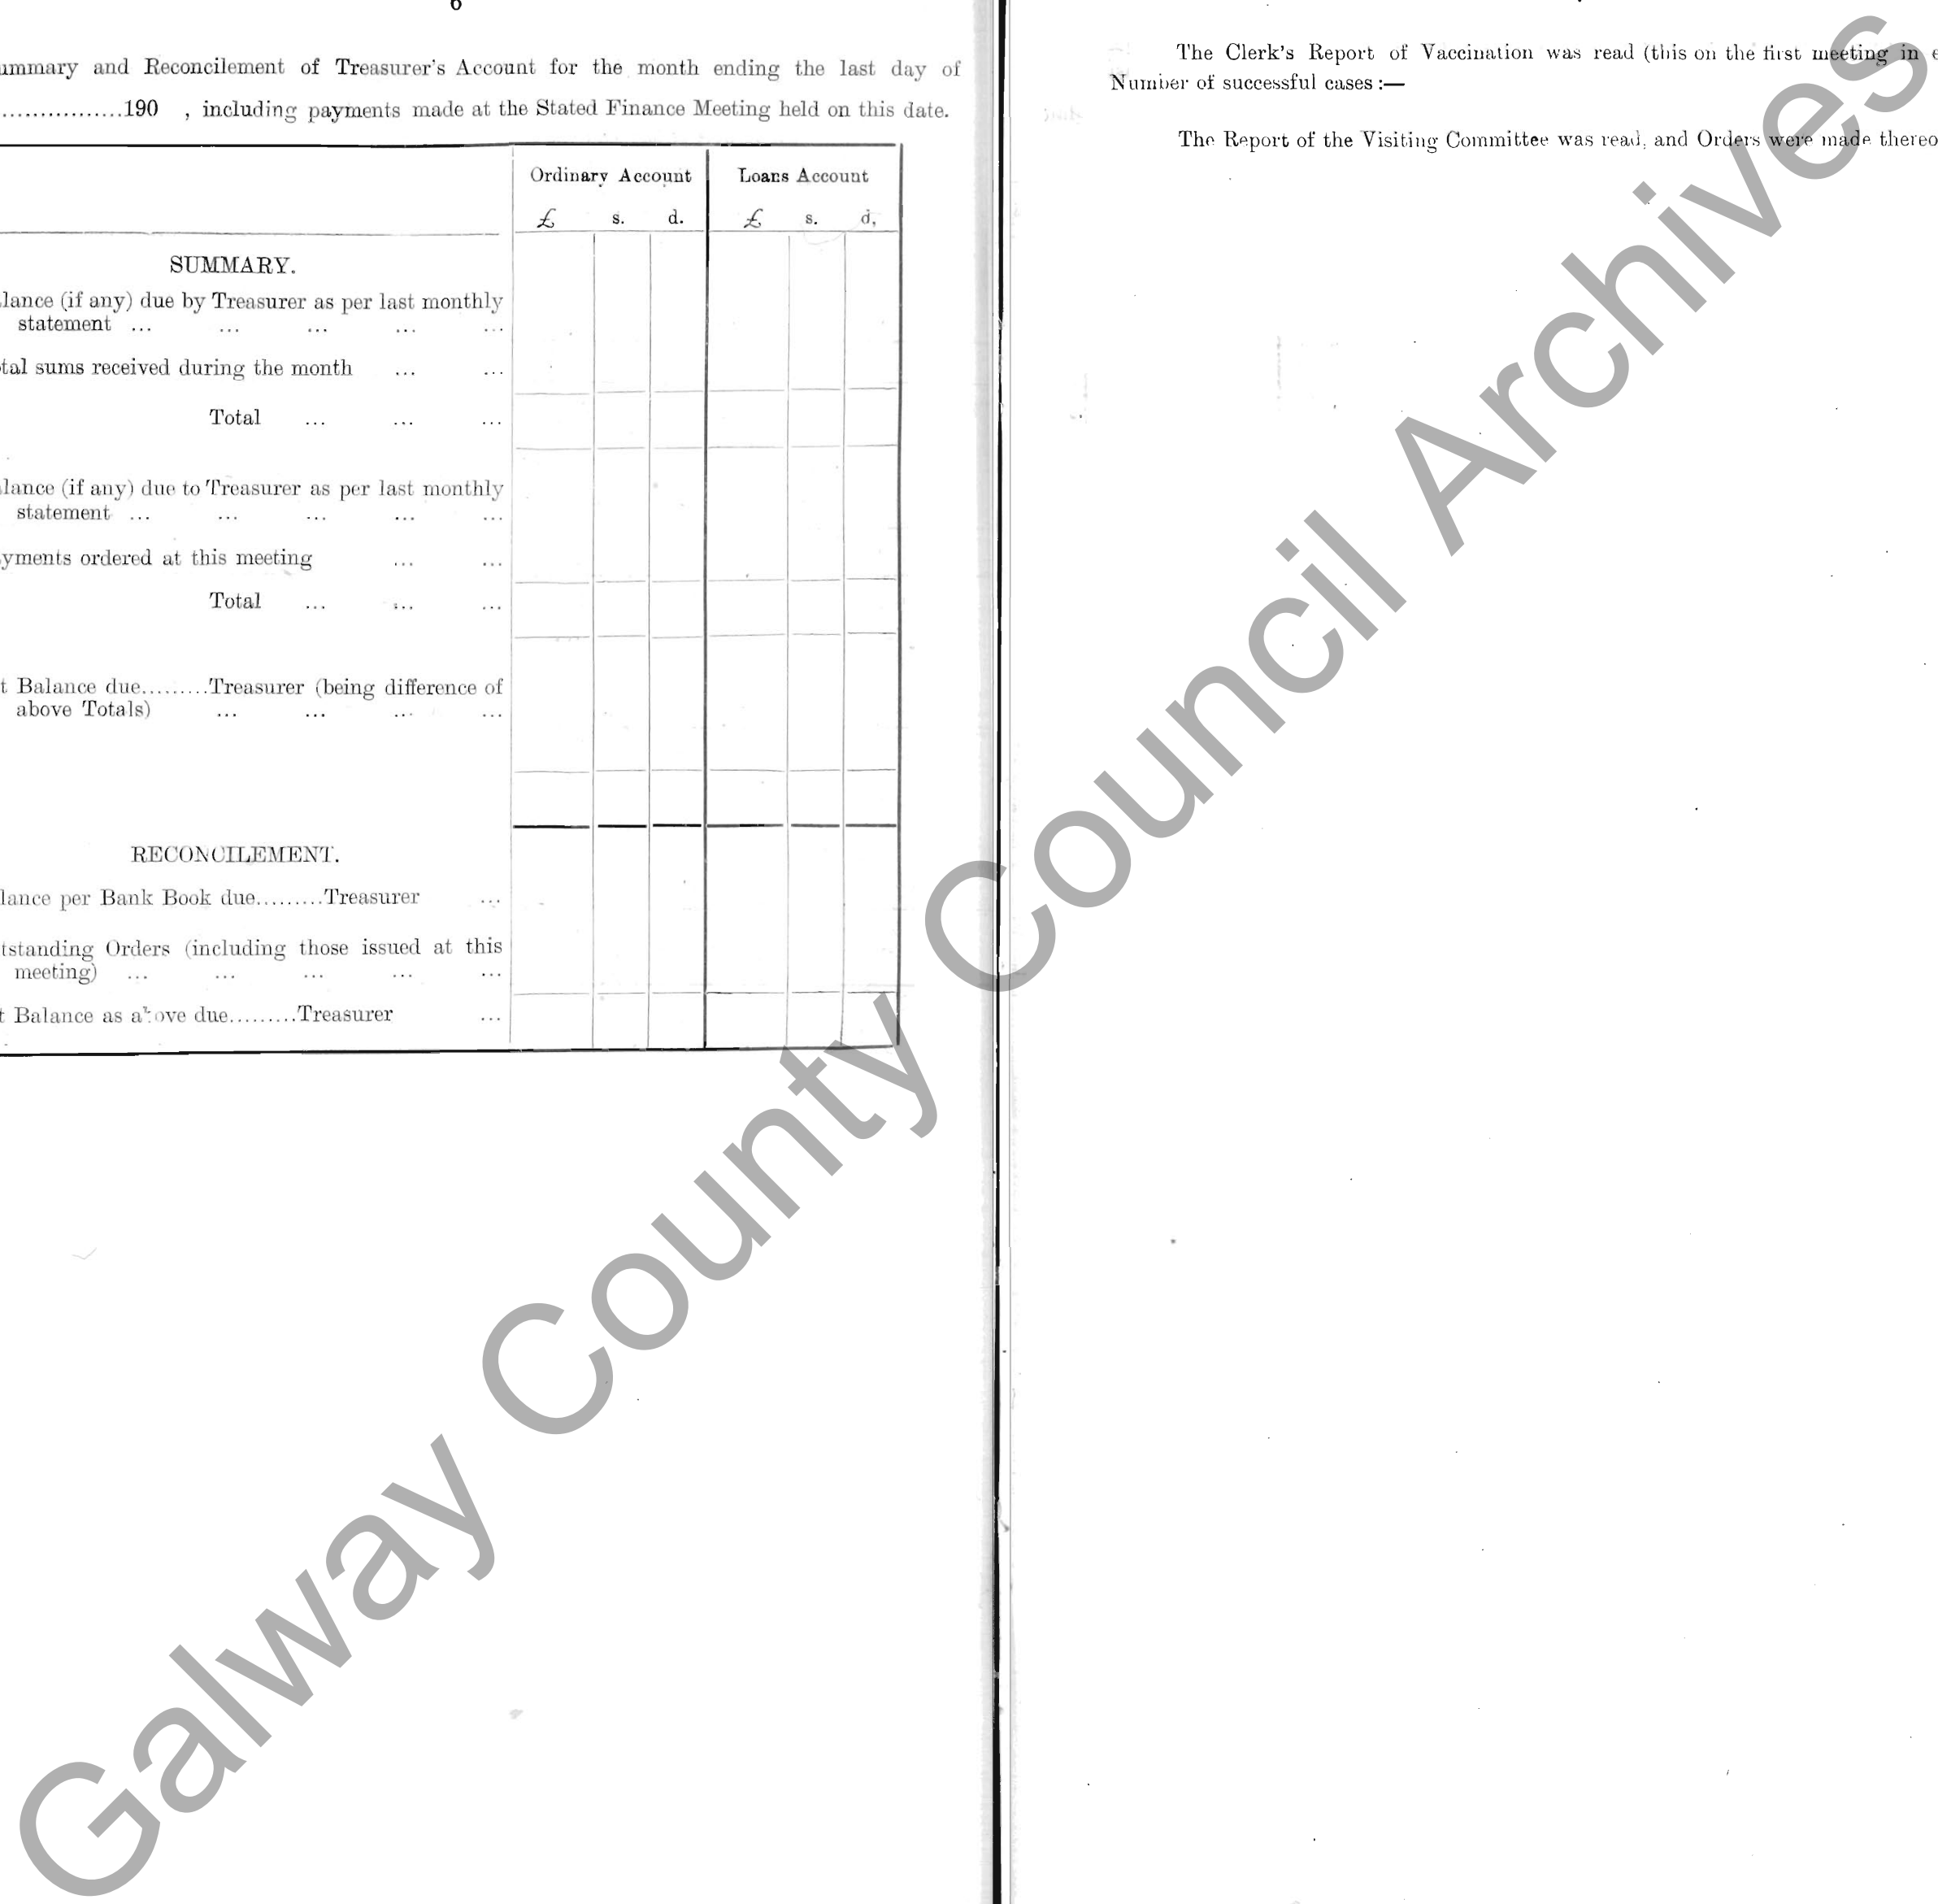 6
ummary and Reconcilement of Treasurer's Account for the month ending the last day of
................190 , including payments made at the Stated Finance Meeting held on this date.
Ordinary Account Loans Account
£ s. d. £ s. d,
SUMMARY.
lance (if any) due by Treasurer as per last monthly
statement ... ... ... ... ...
tal sums received during the month ... ...
Total ... ... ...
lance (if any) due to Treasurer as per last monthly
statement ... ... ... ... ...
yments ordered at this meeting ... ...
Total ... ... ...
t Balance due.........Treasurer (being difference of
above Totals) ... ... ... ...
RECONCILEMENT.
lance per Bank Book due.........Treasurer ...
tstanding Orders (including those issued at this
meeting) ... ... ... ... ...
t Balance as above due.........Treasurer ...
The Clerk's Report of Vaccination was read (this on the first meeting in e
Number of successful cases :—
The Report of the Visiting Committee was read, and Orders were made thereo
Galway County Council Archives